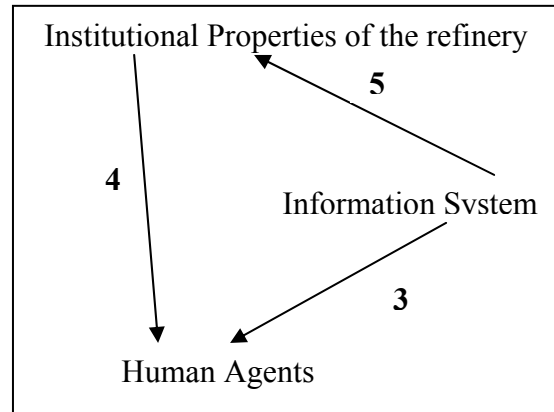 Institutional Properties of the refinery
5
4
Information Svstem
3
Human Agents